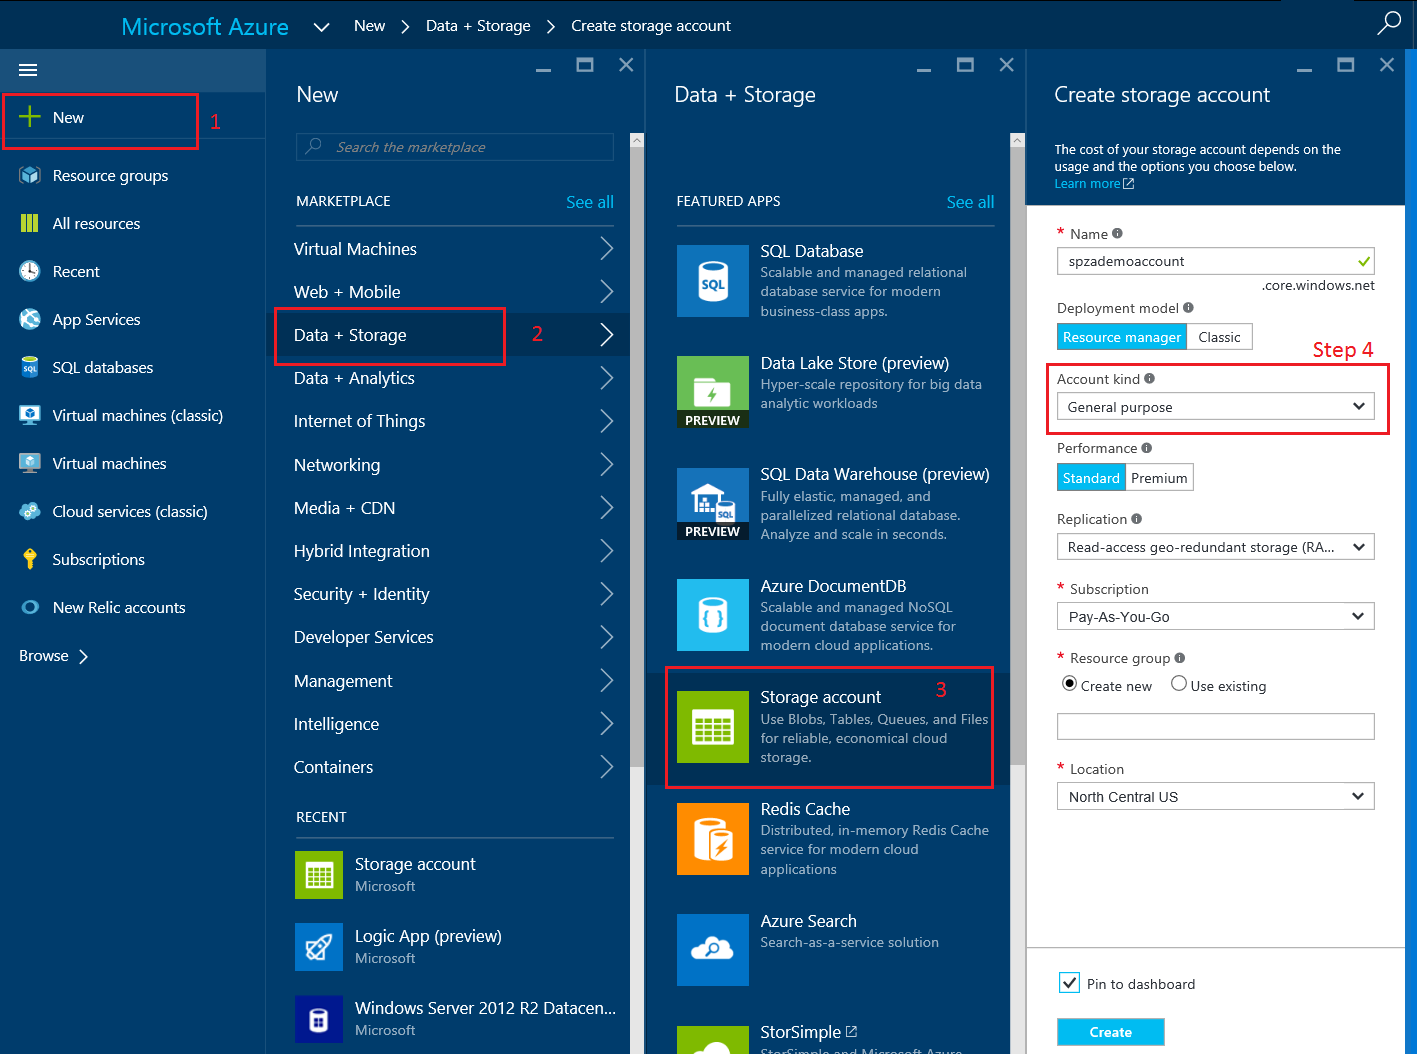 Microsoft Azure
New
Data + Storage
Create storage account
New
1
Resource groups
All resources
Recent
App Services
SQL databases
Virtual machines (classic)
Virtual machines
Cloud services (classic)
Subscriptions
New Relic accounts
Browse
New
Search the marketplace
MARKETPLACE
See all
Virtual Machines
Web + Mobile
Data + Storage
2
Data + Analytics
Internet of Things
Networking
Media + CDN
Hybrid Integration
Security + Identity
Developer Services
Management
Intelligence
Containers
RECENT
Storage account
Microsoft
Logic App (preview)
Microsoft
Windows Server 2012 R2 Datacen...
Microsoft
Data + Storage
FEATURED APPS
See all
SQL
SQL Database
Scalable and managed relational
database service for modern
business-class apps.
PREVIEW
Data Lake Store (preview)
Hyper-scale repository for big data
analytic workloads
SQL
PREVIEW
SQL Data Warehouse (preview)
Fully elastic, managed, and
parallelized relational database.
Analyze and scale in seconds.
Azure DocumentDB
Scalable and managed NoSQL
document database service for
modern cloud applications.
Storage account
3
Use Blobs, Tables, Queues, and Files
for reliable, economical cloud
storage.
Redis Cache
Distributed, in-memory Redis Cache
service for modern cloud
applications
Azure Search
Search-as-a-service solution
StorSimple
StorSimple and Microsoft Azure
Create storage account
The cost of your storage account depends on the
usage and the options you choose below.
Learn more
* Name
spzademoaccount
.core.windows.net
Deployment model
Resource manager
Classic
Step 4
Account kind
General purpose
Performance
Standard
Premium
Replication
Read-access geo-redundant storage (RA...
* Subscription
Pay-As-You-Go
* Resource group
Create new
Use existing
* Location
North Central US
Pin to dashboard
Create